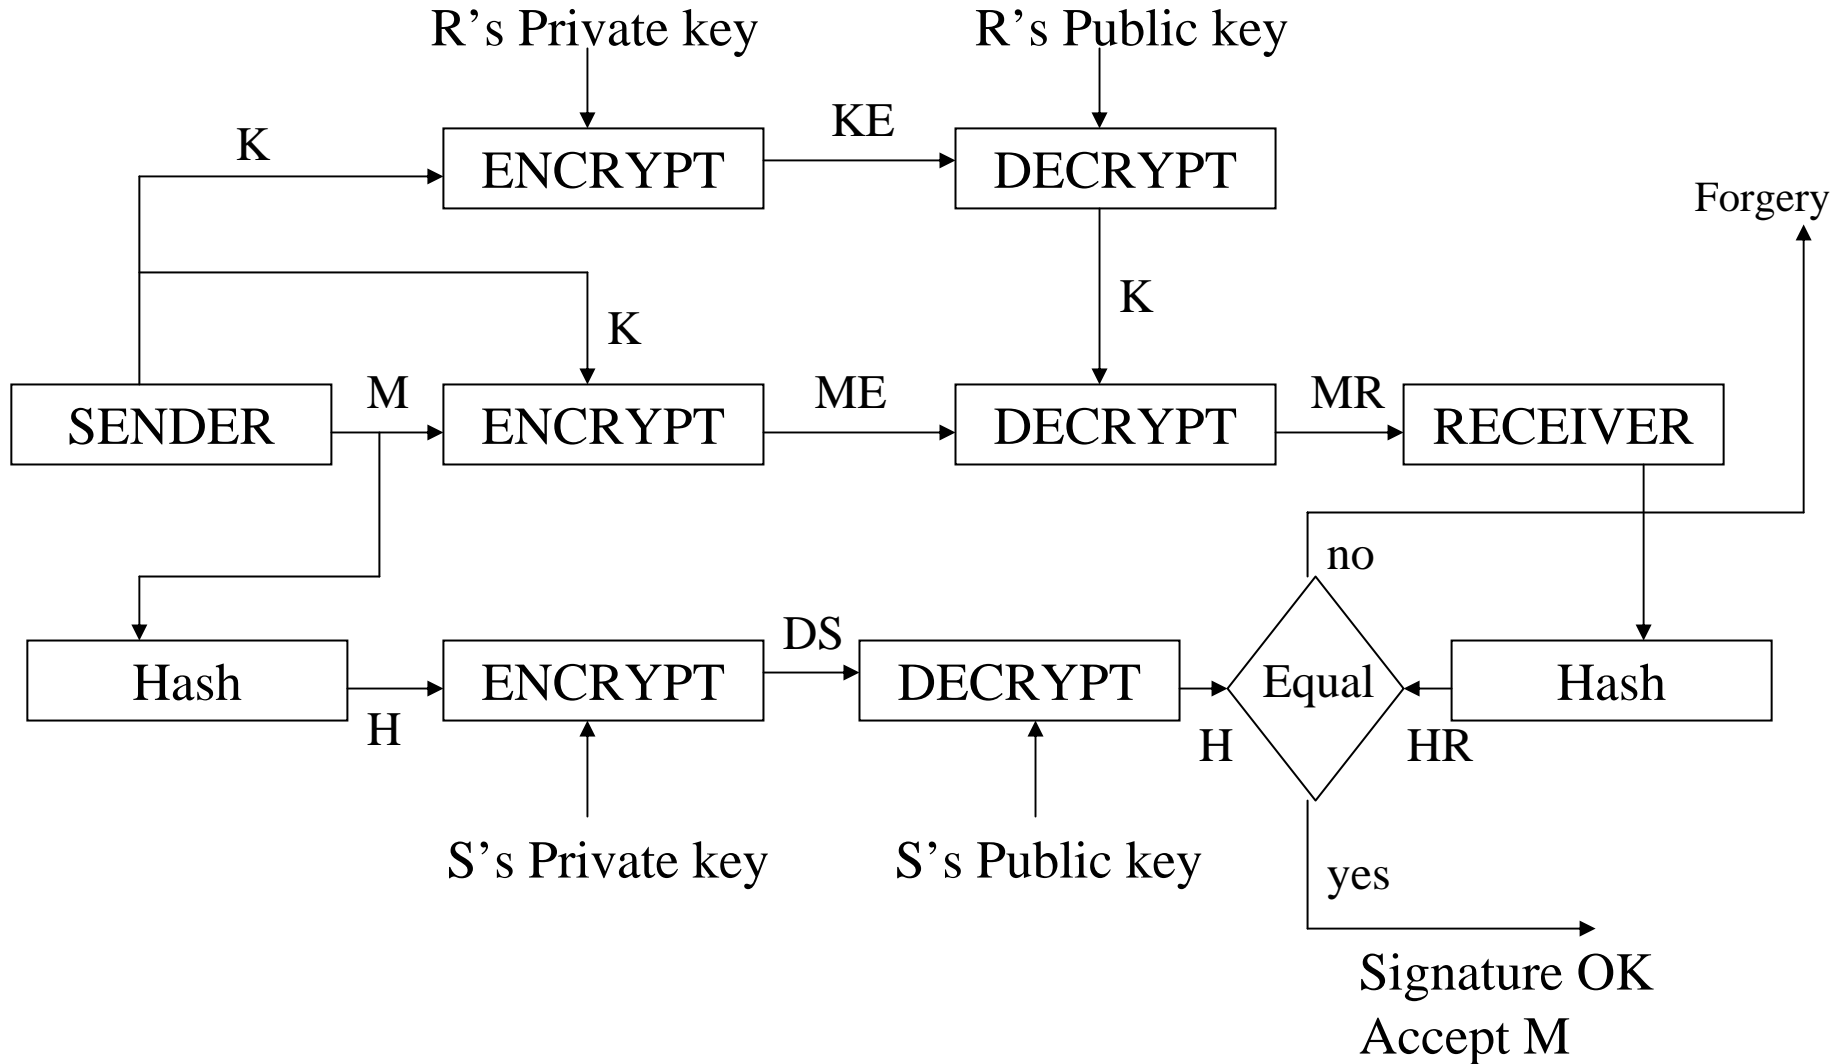 R’s Private key
R’s Public key
K
KE
ENCRYPT
DECRYPT
Forgery
K
K
SENDER
M
ENCRYPT
ME
DECRYPT
MR
RECEIVER
no
Hash
H
ENCRYPT
DS
DECRYPT
H
Equal
HR
Hash
S’s Private key
S’s Public key
yes
Signature OK
Accept M